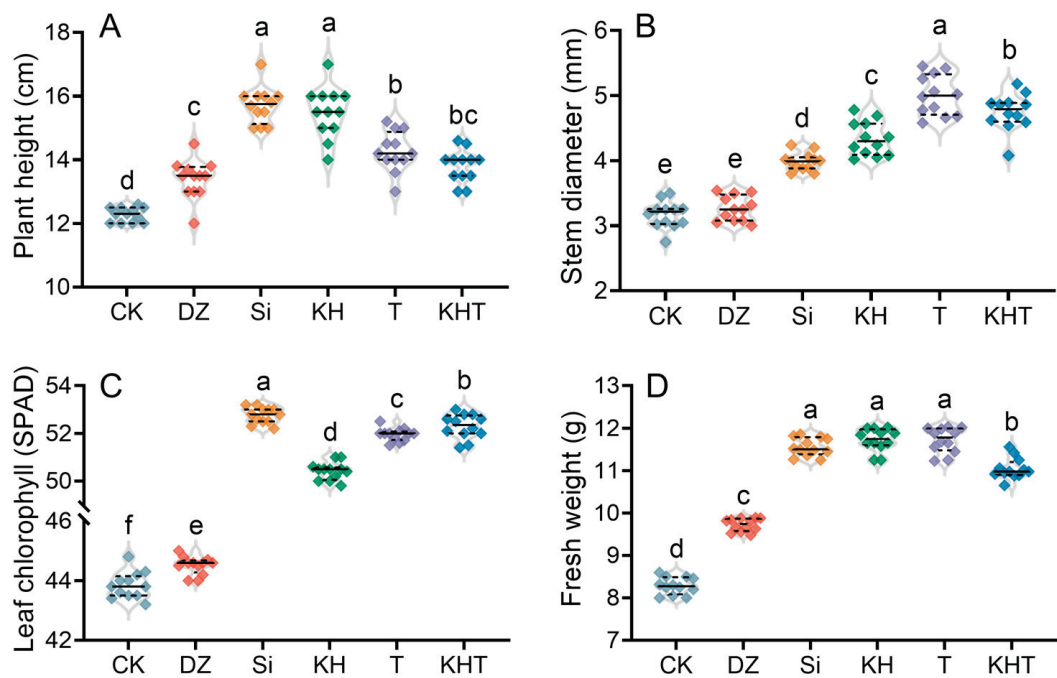 A
Plant height (cm)
18
16
14
12
10
d
c
a
a
b
bc
CK DZ Si KH T KHT
B
Stem diameter (mm)
6
5
4
3
2
e
e
d
c
a
b
CK DZ Si KH T KHT
C
Leaf chlorophyll (SPAD)
54
52
50
46
44
42
f
e
a
d
c
b
CK DZ Si KH T KHT
D
Fresh weight (g)
13
12
11
10
9
8
7
d
c
a
a
a
b
CK DZ Si KH T KHT